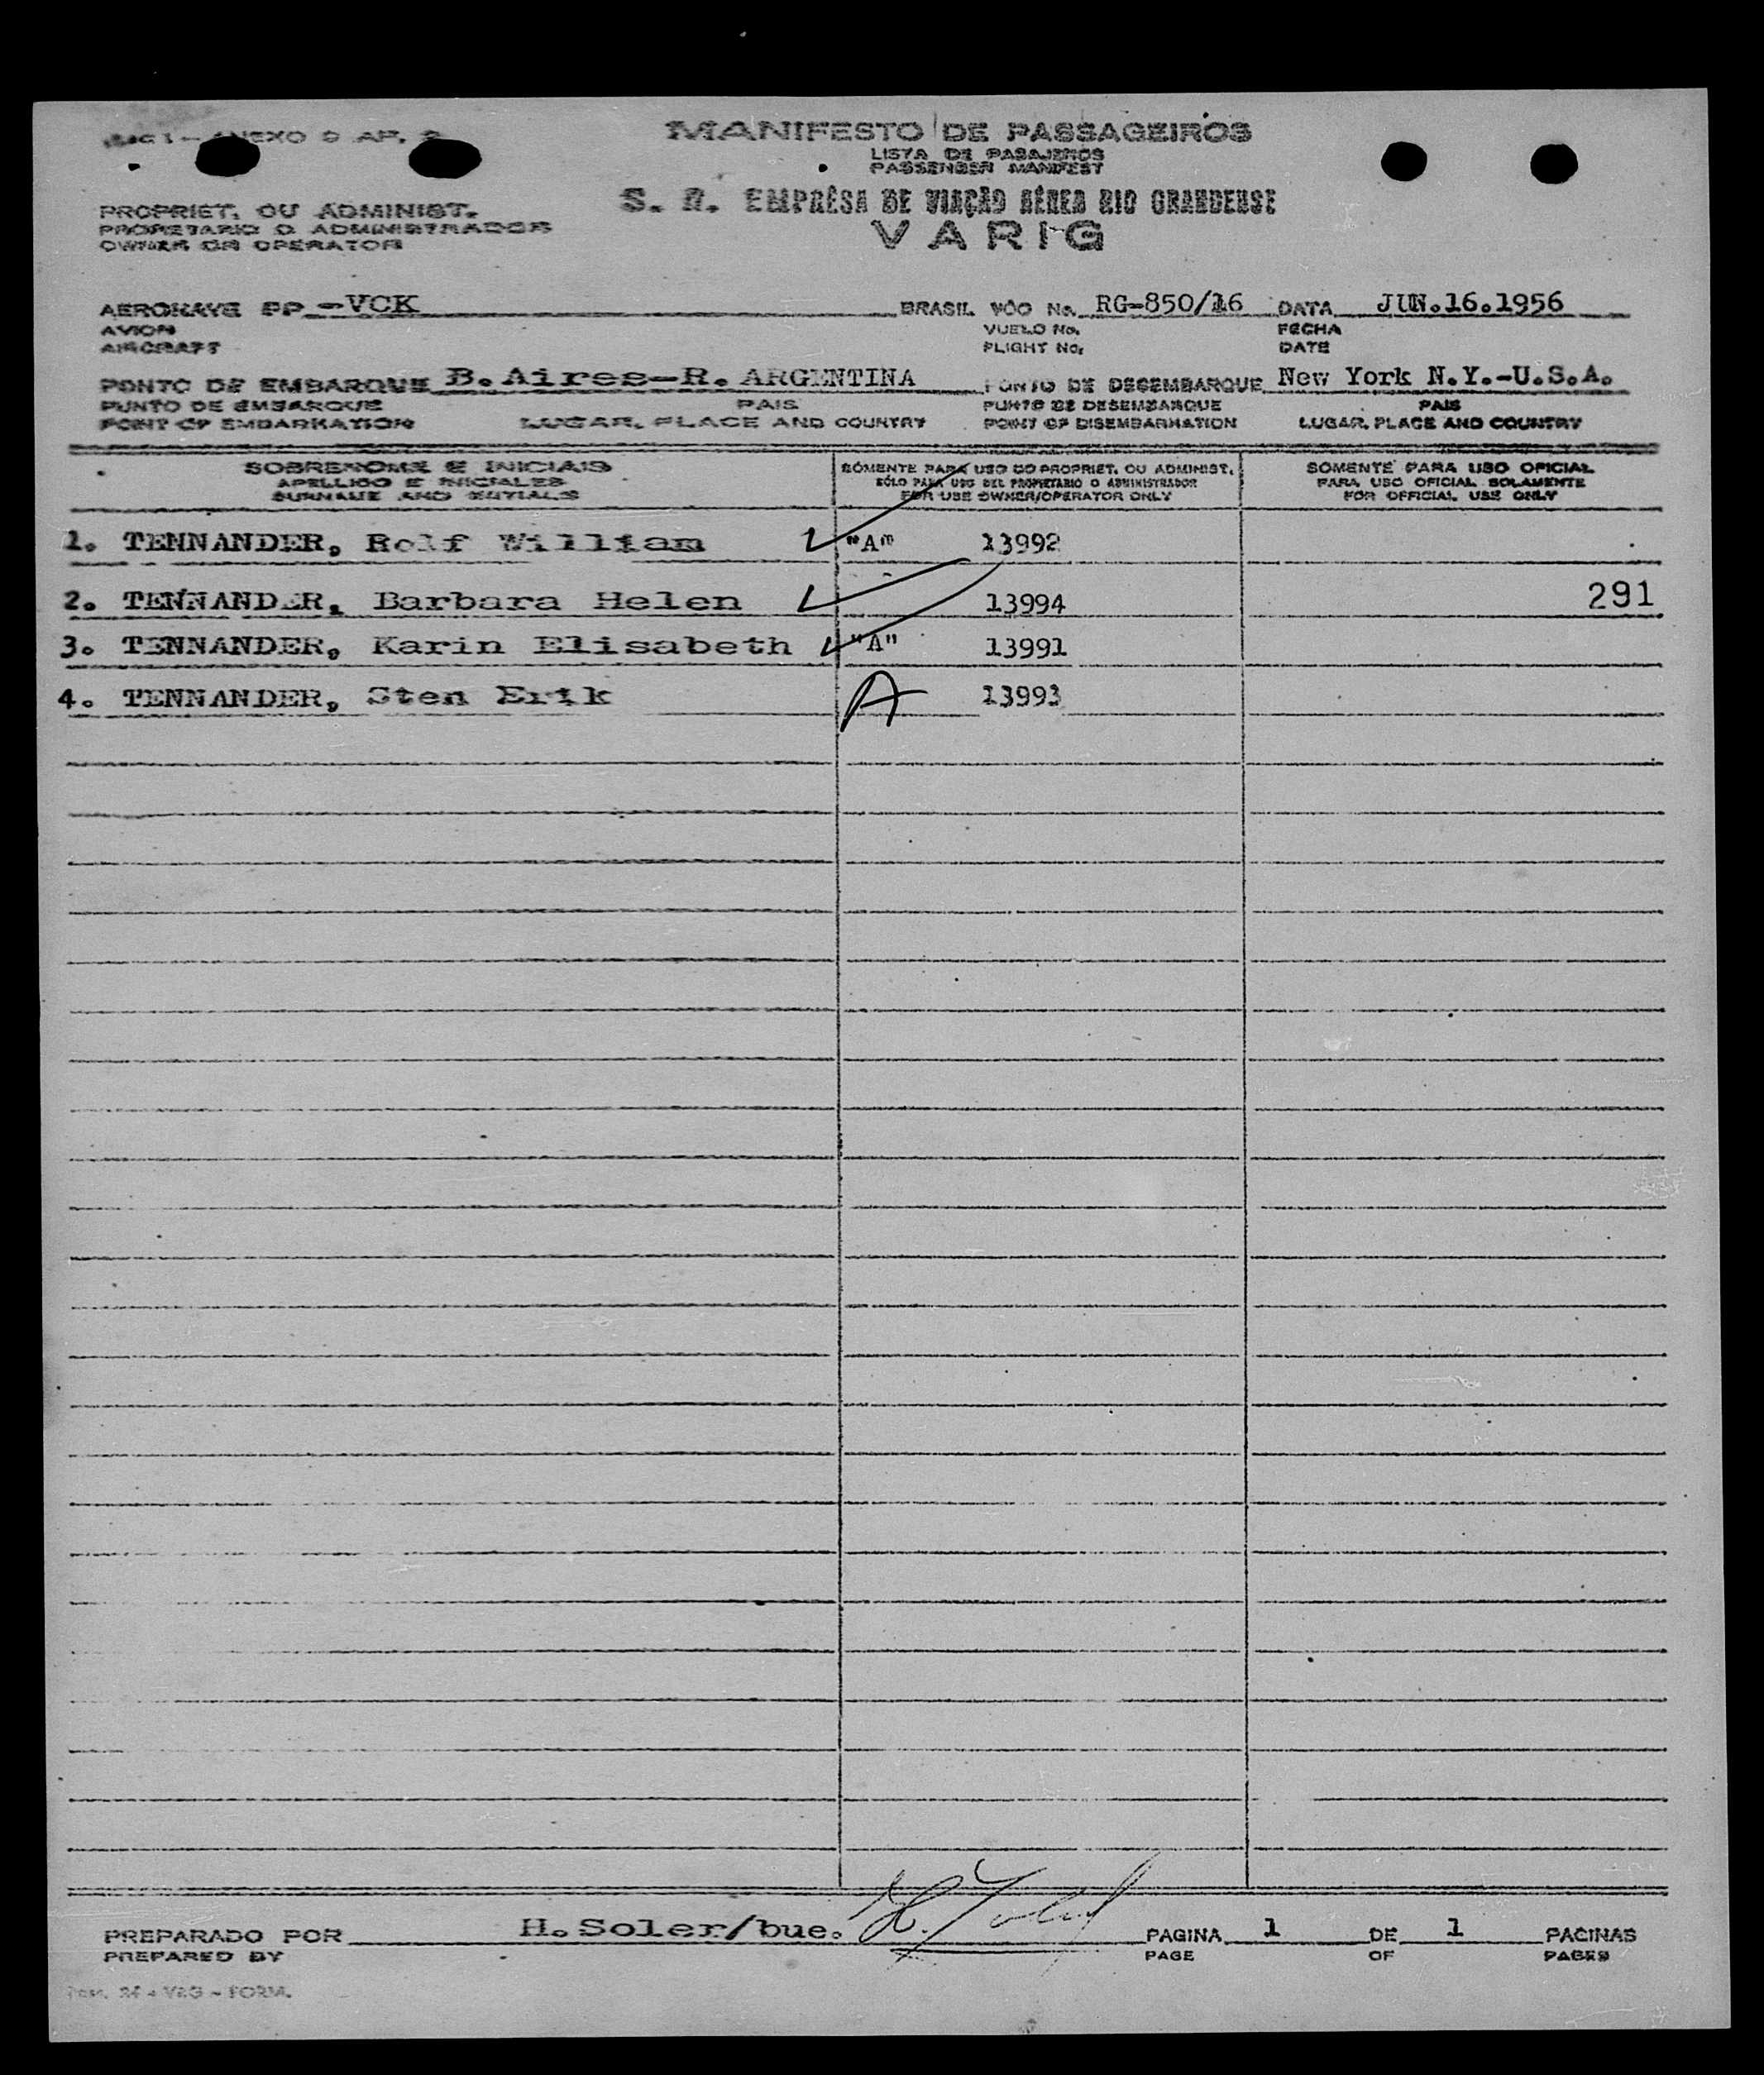 ANEXO 9 AP. 2
MANIFESTO DE PASSAGEIROS
LISTA DE PASAJEROS
PASSENGER MANIFEST
PROPRIET. OU ADMINIST.
PROPIETARIO O ADMINISTRADOR
OWNER OR OPERATOR
S. A. EMPRÊSA DE VIAÇÃO AÉREA RIO GRANDENSE
VARIG
AERONAVE PP -VCK BRASIL VÔO No. RG-850/16 DATA JUN.16.1956
AVION VUELO No. FECHA
AIRCRAFT FLIGHT No. DATE
PONTO DE EMBARQUE B.Aires-R. ARGENTINA PONTO DE DESEMBARQUE New York N.Y.-U.S.A.
PUNTO DE EMBARQUE PAIS PUNTO DE DESEMBARQUE PAIS
POINT OF EMBARKATION LUGAR, PLACE AND COUNTRY POINT OF DISEMBARKATION LUGAR, PLACE AND COUNTRY
SOBRENOME E INICIAIS SÓMENTE PARA USO DO PROPRIET. OU ADMINIST. SOMENTE PARA USO OFICIAL
APELLIDO E INICIALES SÓLO PARA USO DEL PROPIETARIO O ADMINISTRADOR PARA USO OFICIAL SOLAMENTE
SURNAME AND INITIALS FOR USE OWNER/OPERATOR ONLY FOR OFFICIAL USE ONLY
1. TENNANDER, Rolf William "A" 13992
2. TENNANDER, Barbara Helen 13994 291
3. TENNANDER, Karin Elisabeth "A" 13991
4. TENNANDER, Sten Erik A 13993
PREPARADO POR H.Soler/bue. H. Soler PAGINA 1 DE 1 PAGINAS
PREPARED BY PAGE OF PAGES
FORM.